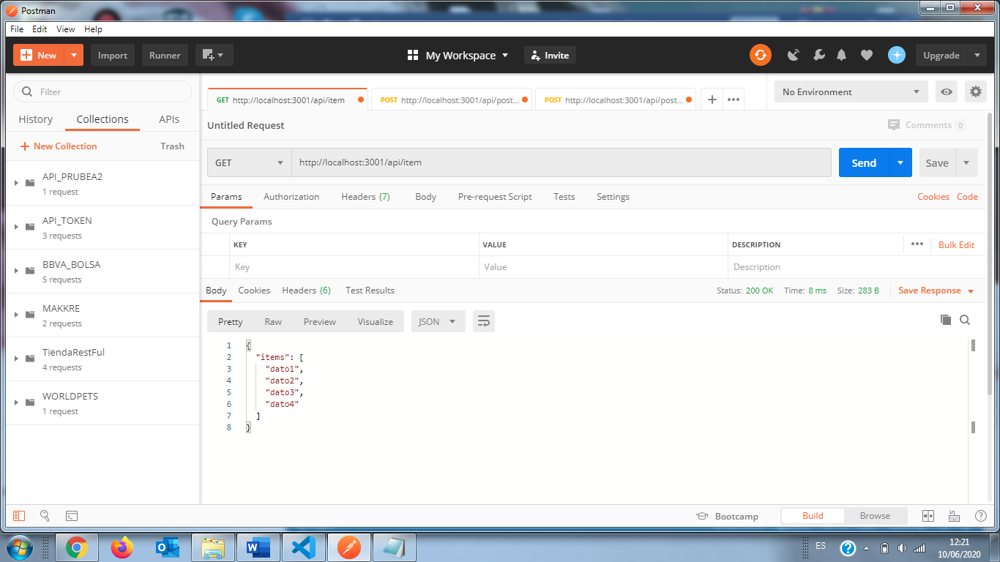 Postman
File Edit View Help
New Import Runner My Workspace Invite Upgrade
Filter
History Collections APIs
New Collection Trash
API_PRUBEA2
1 request
API_TOKEN
3 requests
BBVA_BOLSA
5 requests
MAKKRE
2 requests
TiendaRestFul
4 requests
WORLDPETS
1 request
GET http://localhost:3001/api/item POST http://localhost:3001/api/post... POST http://localhost:3001/api/post... No Environment
Untitled Request Comments 0
GET http://localhost:3001/api/item Send Save
Params Authorization Headers (7) Body Pre-request Script Tests Settings Cookies Code
Query Params
KEY VALUE DESCRIPTION Bulk Edit
Key Value Description
Body Cookies Headers (6) Test Results Status: 200 OK Time: 8 ms Size: 283 B Save Response
Pretty Raw Preview Visualize JSON
1 {
2 "items": [
3 "dato1",
4 "dato2",
5 "dato3",
6 "dato4"
7 ]
8 }
Bootcamp Build Browse
ES 12:21
10/06/2020